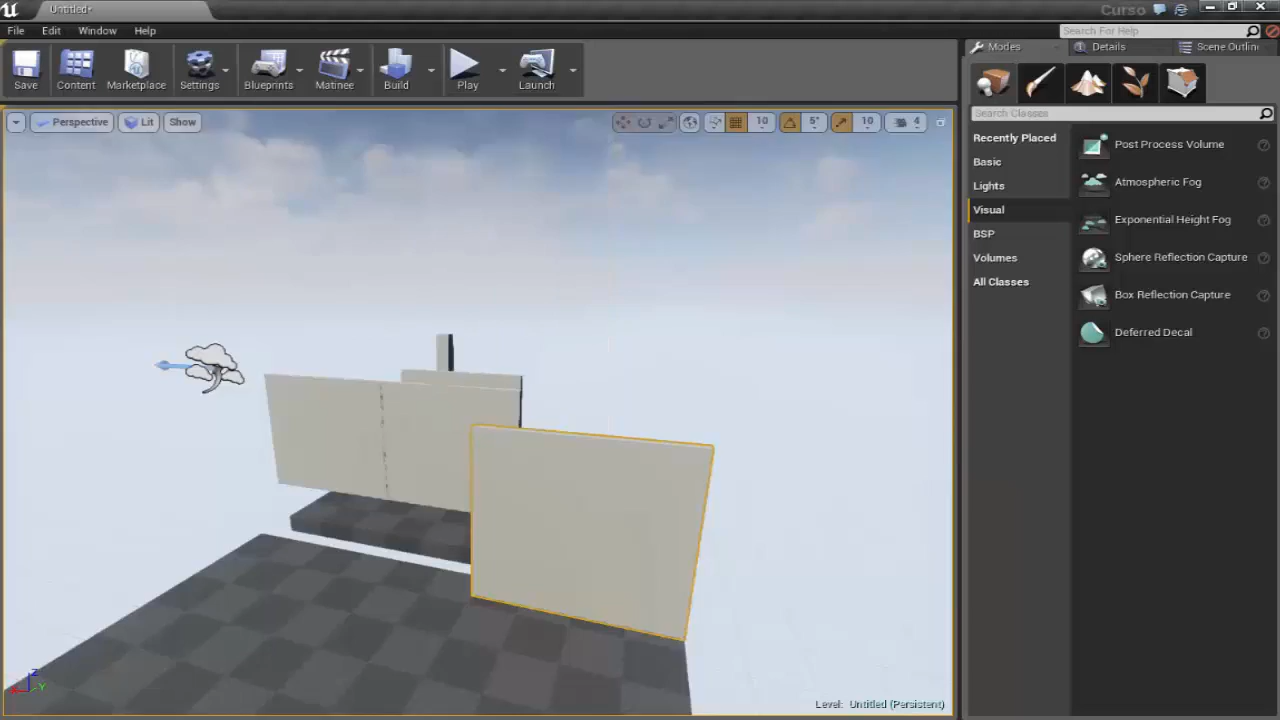 Untitled*
Curso
File Edit Window Help
Search For Help
Save Content Marketplace Settings Blueprints Matinee Build Play Launch
Modes Details Scene Outline
Search Classes
Perspective Lit Show 10 5° 10 4
Recently Placed
Basic
Lights
Visual
BSP
Volumes
All Classes
Post Process Volume
Atmospheric Fog
Exponential Height Fog
Sphere Reflection Capture
Box Reflection Capture
Deferred Decal
Z
X Y
Level: Untitled (Persistent)